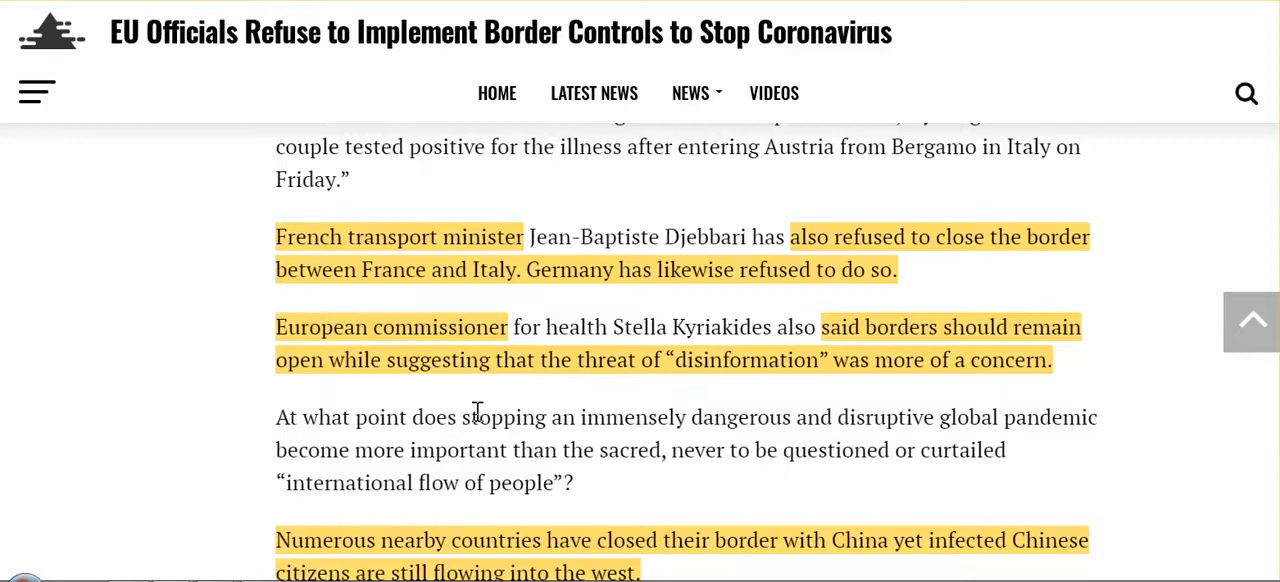 EU Officials Refuse to Implement Border Controls to Stop Coronavirus
HOME LATEST NEWS NEWS VIDEOS
couple tested positive for the illness after entering Austria from Bergamo in Italy on
Friday.”
French transport minister Jean-Baptiste Djebbari has also refused to close the border
between France and Italy. Germany has likewise refused to do so.
European commissioner for health Stella Kyriakides also said borders should remain
open while suggesting that the threat of “disinformation” was more of a concern.
At what point does stopping an immensely dangerous and disruptive global pandemic
become more important than the sacred, never to be questioned or curtailed
“international flow of people”?
Numerous nearby countries have closed their border with China yet infected Chinese
citizens are still flowing into the west.